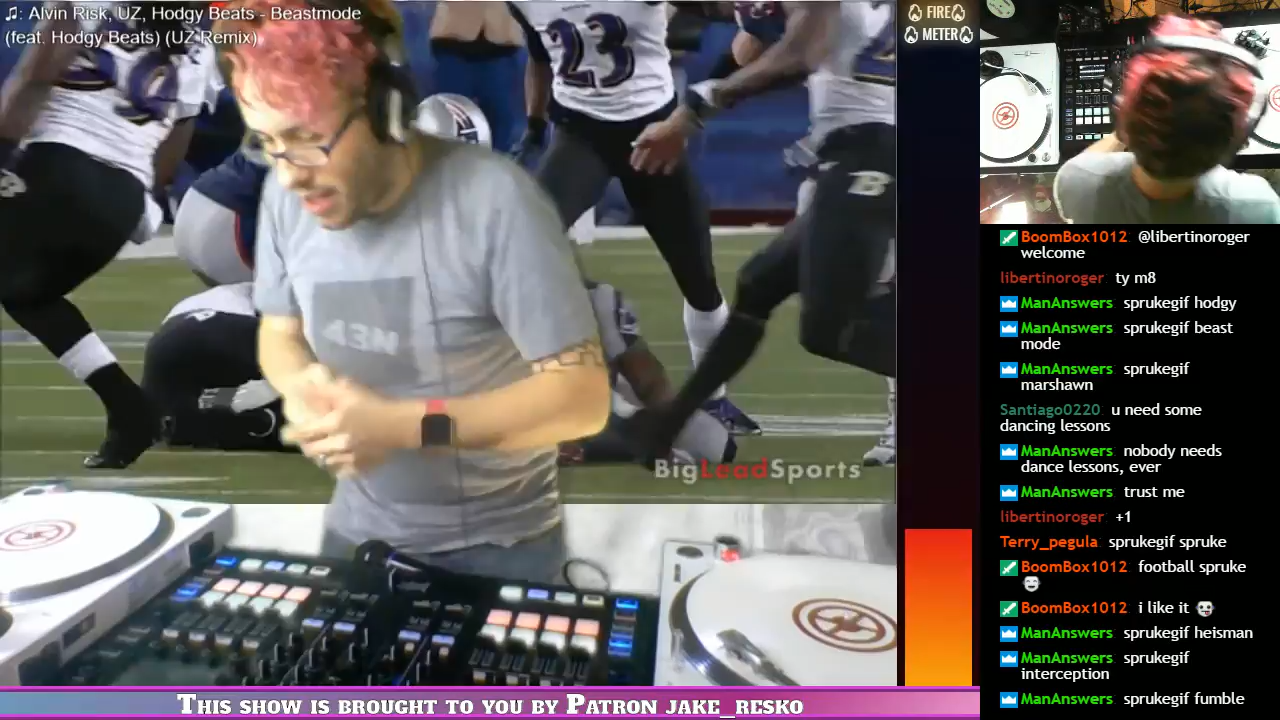 ♫: Alvin Risk, UZ, Hodgy Beats - Beastmode
(feat. Hodgy Beats) (UZ Remix)
FIRE
METER
23
B
BigLeadSports
BoomBox1012 @libertinoroger
welcome
libertinoroger ty m8
ManAnswers sprukegif hodgy
ManAnswers sprukegif beast
mode
ManAnswers sprukegif
marshawn
Santiago0220 u need some
dancing lessons
ManAnswers nobody needs
dance lessons, ever
ManAnswers trust me
libertinoroger +1
Terry_pegula sprukegif spruke
BoomBox1012 football spruke
BoomBox1012 i like it
ManAnswers sprukegif heisman
ManAnswers sprukegif
interception
ManAnswers sprukegif fumble
This show is brought to you by Patron jake_resko